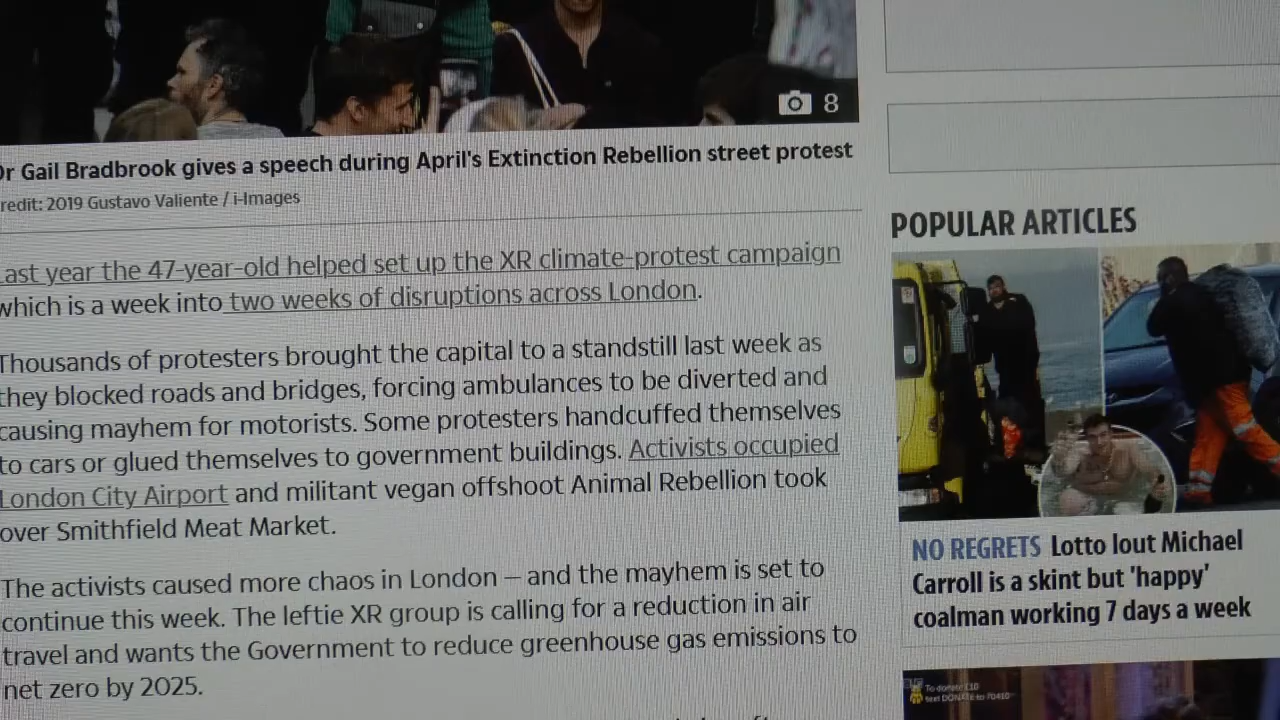 8
Dr Gail Bradbrook gives a speech during April's Extinction Rebellion street protest
redit: 2019 Gustavo Valiente / i-Images
Last year the 47-year-old helped set up the XR climate-protest campaign
which is a week into two weeks of disruptions across London.
Thousands of protesters brought the capital to a standstill last week as
they blocked roads and bridges, forcing ambulances to be diverted and
causing mayhem for motorists. Some protesters handcuffed themselves
to cars or glued themselves to government buildings. Activists occupied
London City Airport and militant vegan offshoot Animal Rebellion took
over Smithfield Meat Market.
The activists caused more chaos in London – and the mayhem is set to
continue this week. The leftie XR group is calling for a reduction in air
travel and wants the Government to reduce greenhouse gas emissions to
net zero by 2025.
POPULAR ARTICLES
NO REGRETS Lotto lout Michael
Carroll is a skint but 'happy'
coalman working 7 days a week
To donate £10
text DONATE to 70410